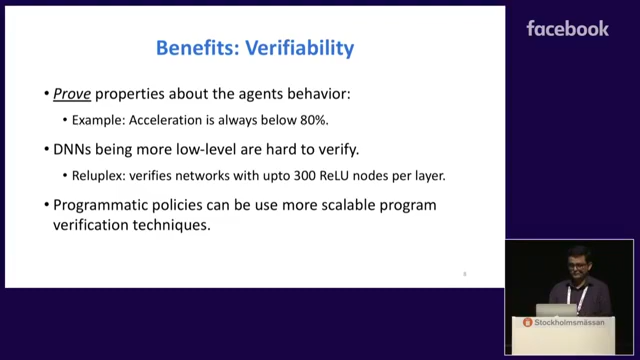 facebook
Benefits: Verifiability
• Prove properties about the agents behavior:
• Example: Acceleration is always below 80%.
• DNNs being more low-level are hard to verify.
• Reluplex: verifies networks with upto 300 ReLU nodes per layer.
• Programmatic policies can be use more scalable program
verification techniques.
8
Stockholmsmässan